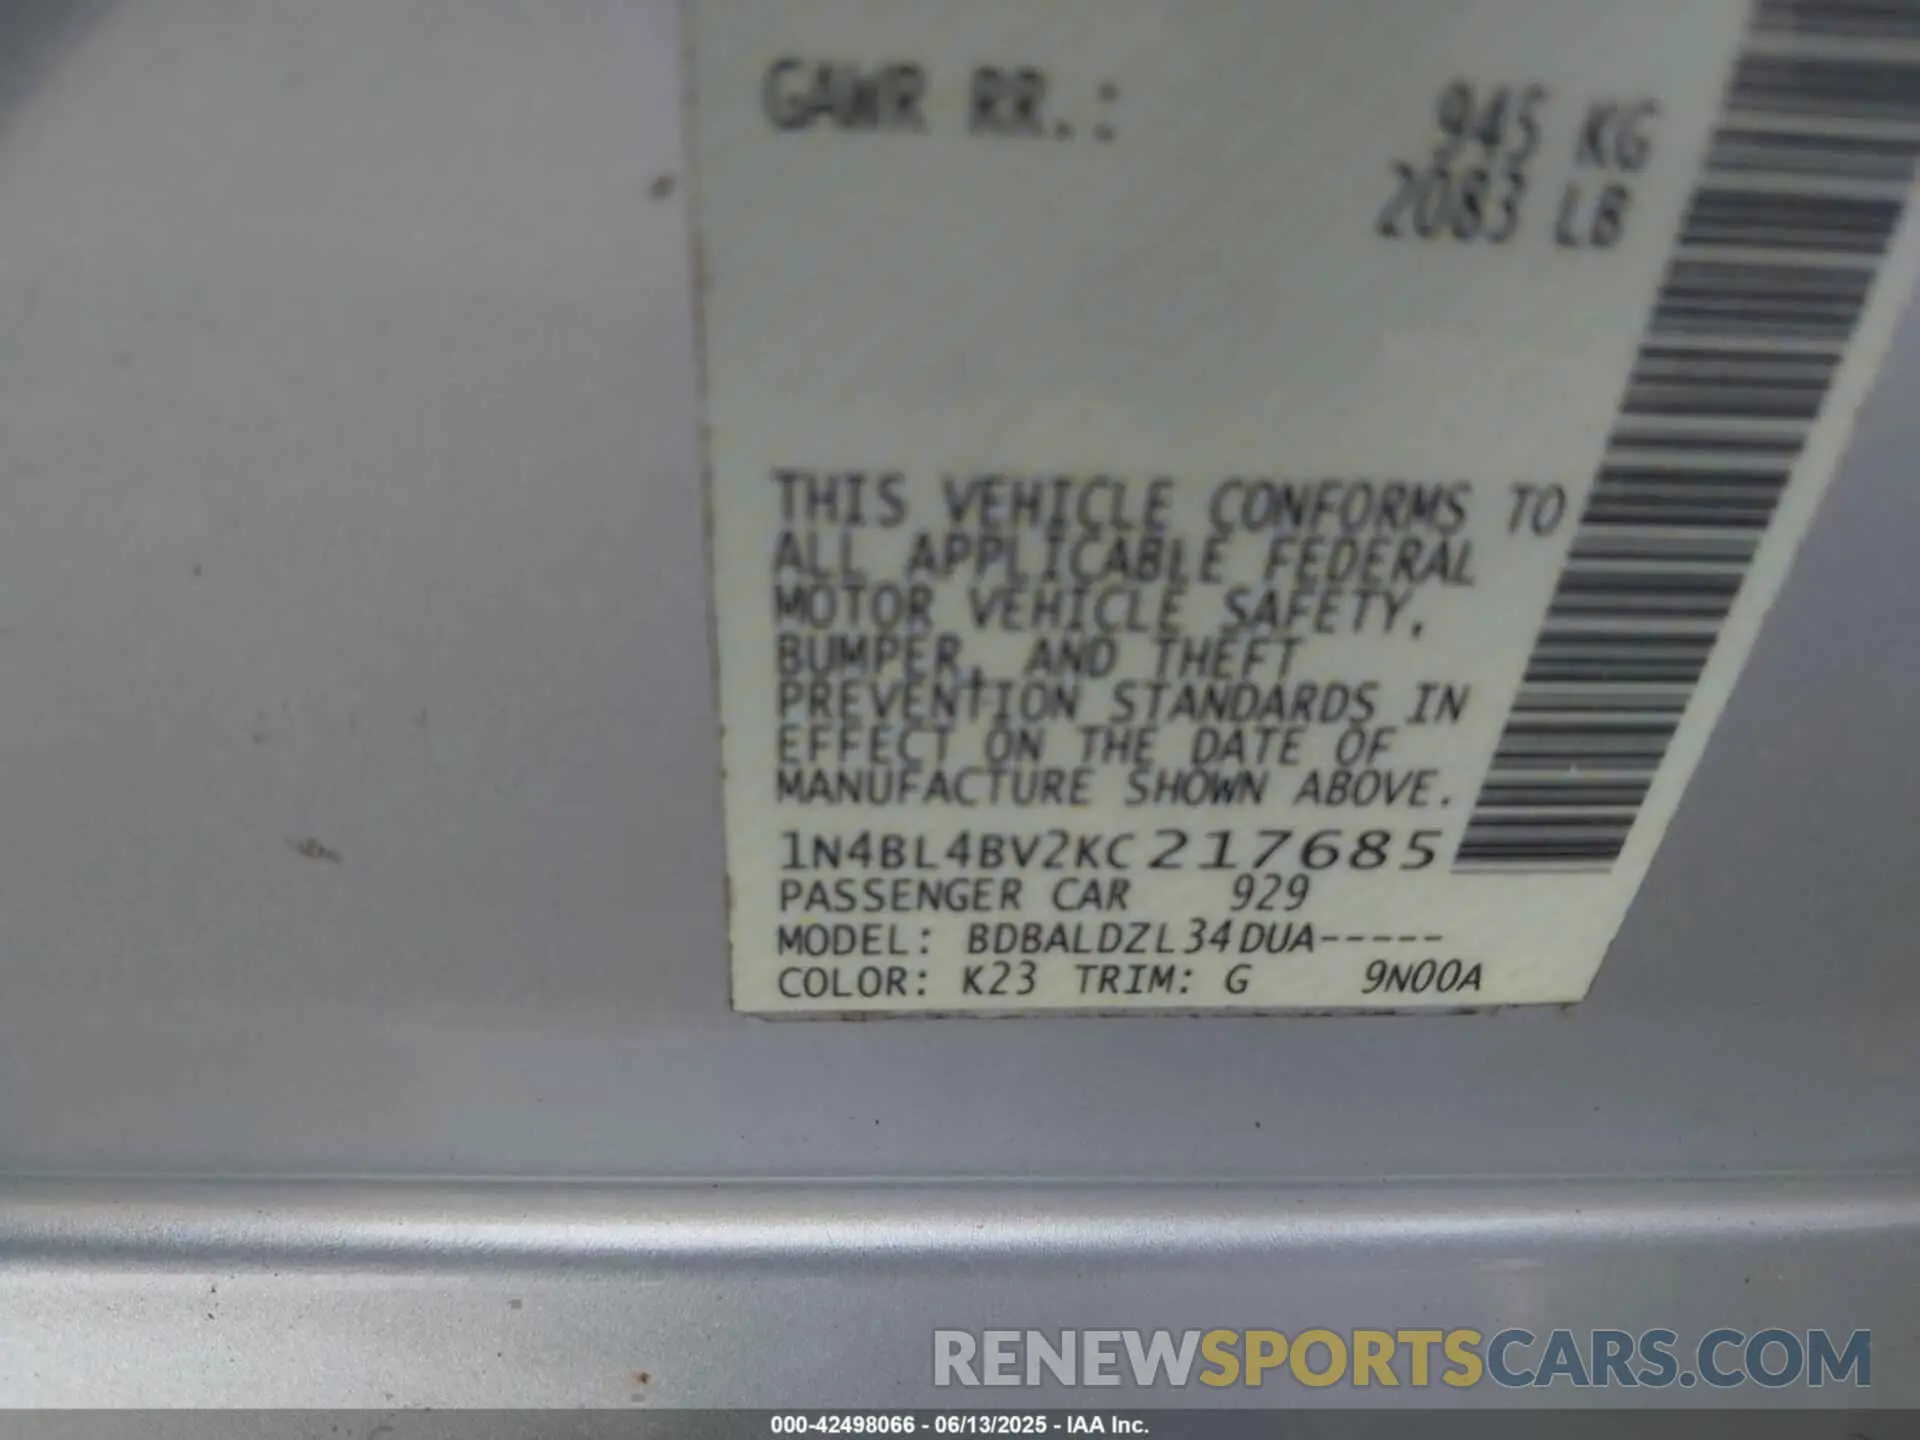 GAWR RR.: 945 KG
2083 LB
THIS VEHICLE CONFORMS TO
ALL APPLICABLE FEDERAL
MOTOR VEHICLE SAFETY,
BUMPER, AND THEFT
PREVENTION STANDARDS IN
EFFECT ON THE DATE OF
MANUFACTURE SHOWN ABOVE.
1N4BL4BV2KC217685
PASSENGER CAR 929
MODEL: BDBALDZL34DUA-----
COLOR: K23 TRIM: G 9N00A
RENEWSPORTSCARS.COM
000-42498066 - 06/13/2025 - IAA Inc.